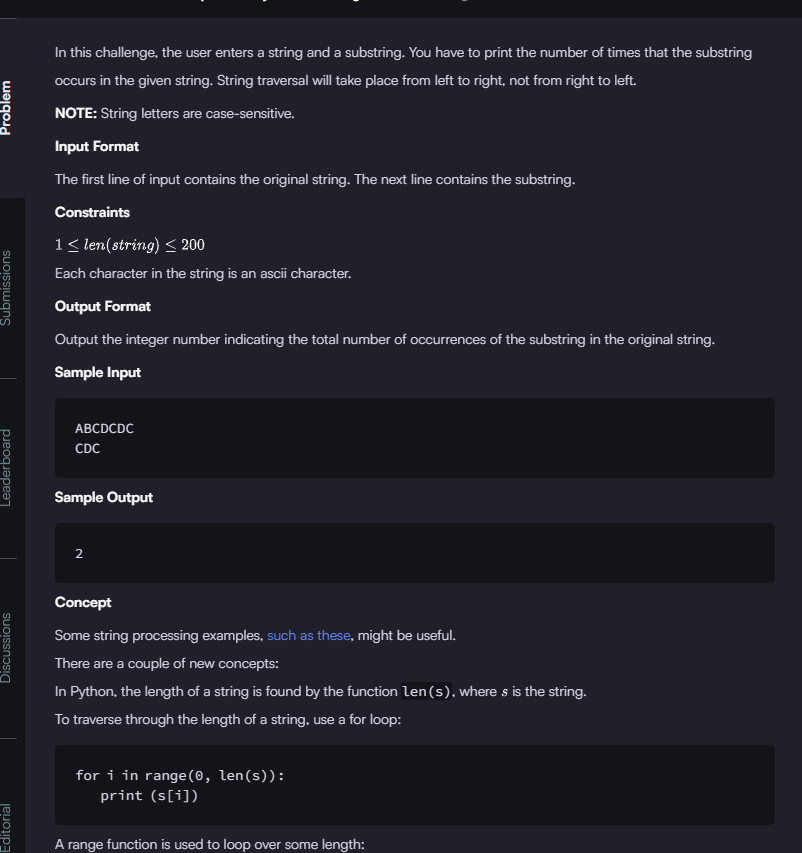 In this challenge, the user enters a string and a substring. You have to print the number of times that the substring
occurs in the given string. String traversal will take place from left to right, not from right to left.
NOTE: String letters are case-sensitive.
Input Format
The first line of input contains the original string. The next line contains the substring.
Constraints
1 ≤ len(string) ≤ 200
Each character in the string is an ascii character.
Output Format
Output the integer number indicating the total number of occurrences of the substring in the original string.
Sample Input
ABCDCDC
CDC
Sample Output
2
Concept
Some string processing examples, such as these, might be useful.
There are a couple of new concepts:
In Python, the length of a string is found by the function len(s), where s is the string.
To traverse through the length of a string, use a for loop:
for i in range(0, len(s)):
    print (s[i])
A range function is used to loop over some length:
Problem
Submissions
Leaderboard
Discussions
Editorial